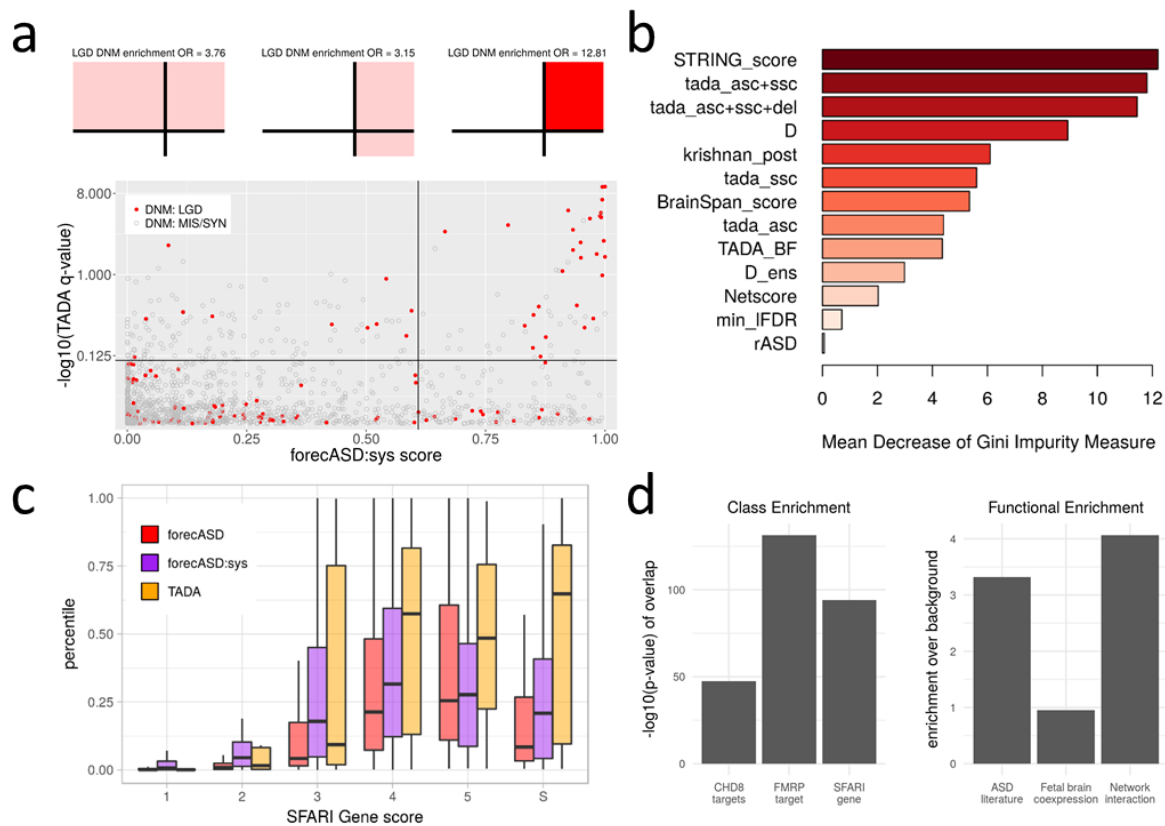 a
LGD DNM enrichment OR = 3.76
LGD DNM enrichment OR = 3.15
LGD DNM enrichment OR = 12.81
-log10(TADA q-value)
8.000
1.000
0.125
DNM: LGD
DNM: MIS/SYN
0.00 0.25 0.50 0.75 1.00
forecASD:sys score
b
STRING_score
tada_asc+ssc
tada_asc+ssc+del
D
krishnan_post
tada_ssc
BrainSpan_score
tada_asc
TADA_BF
D_ens
Netscore
min_lFDR
rASD
0 2 4 6 8 10 12
Mean Decrease of Gini Impurity Measure
c
percentile
1.00
0.75
0.50
0.25
0.00
forecASD
forecASD:sys
TADA
1 2 3 4 5 S
SFARI Gene score
d
Class Enrichment
-log10(p-value) of overlap
100
50
0
CHD8 targets
FMRP target
SFARI gene
Functional Enrichment
enrichment over background
4
3
2
1
0
ASD literature
Fetal brain coexpression
Network interaction